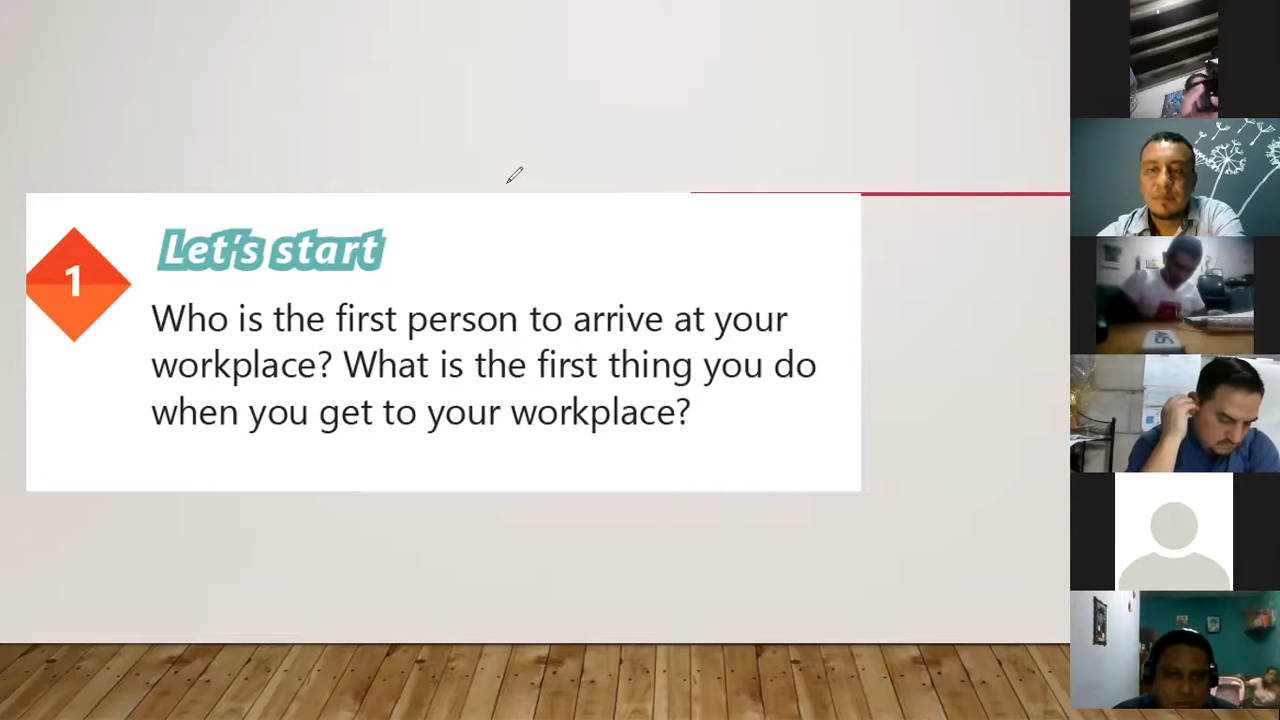 1
Let's start
Who is the first person to arrive at your
workplace? What is the first thing you do
when you get to your workplace?